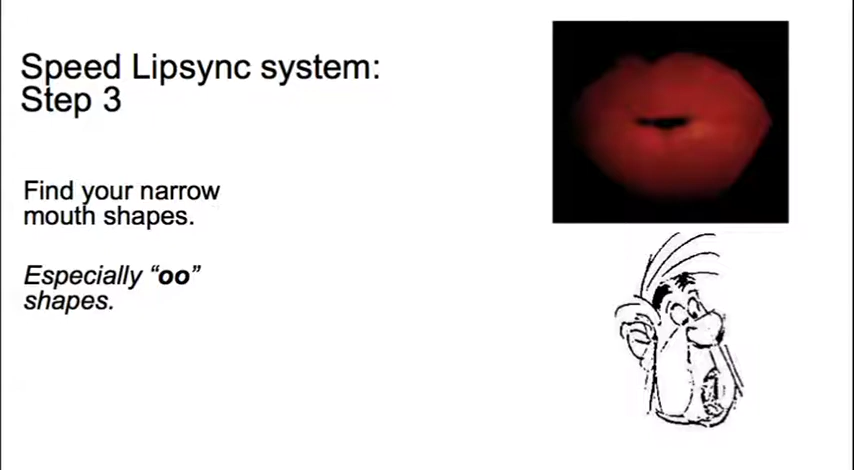 Speed Lipsync system:
Step 3
Find your narrow
mouth shapes.
Especially “oo”
shapes.